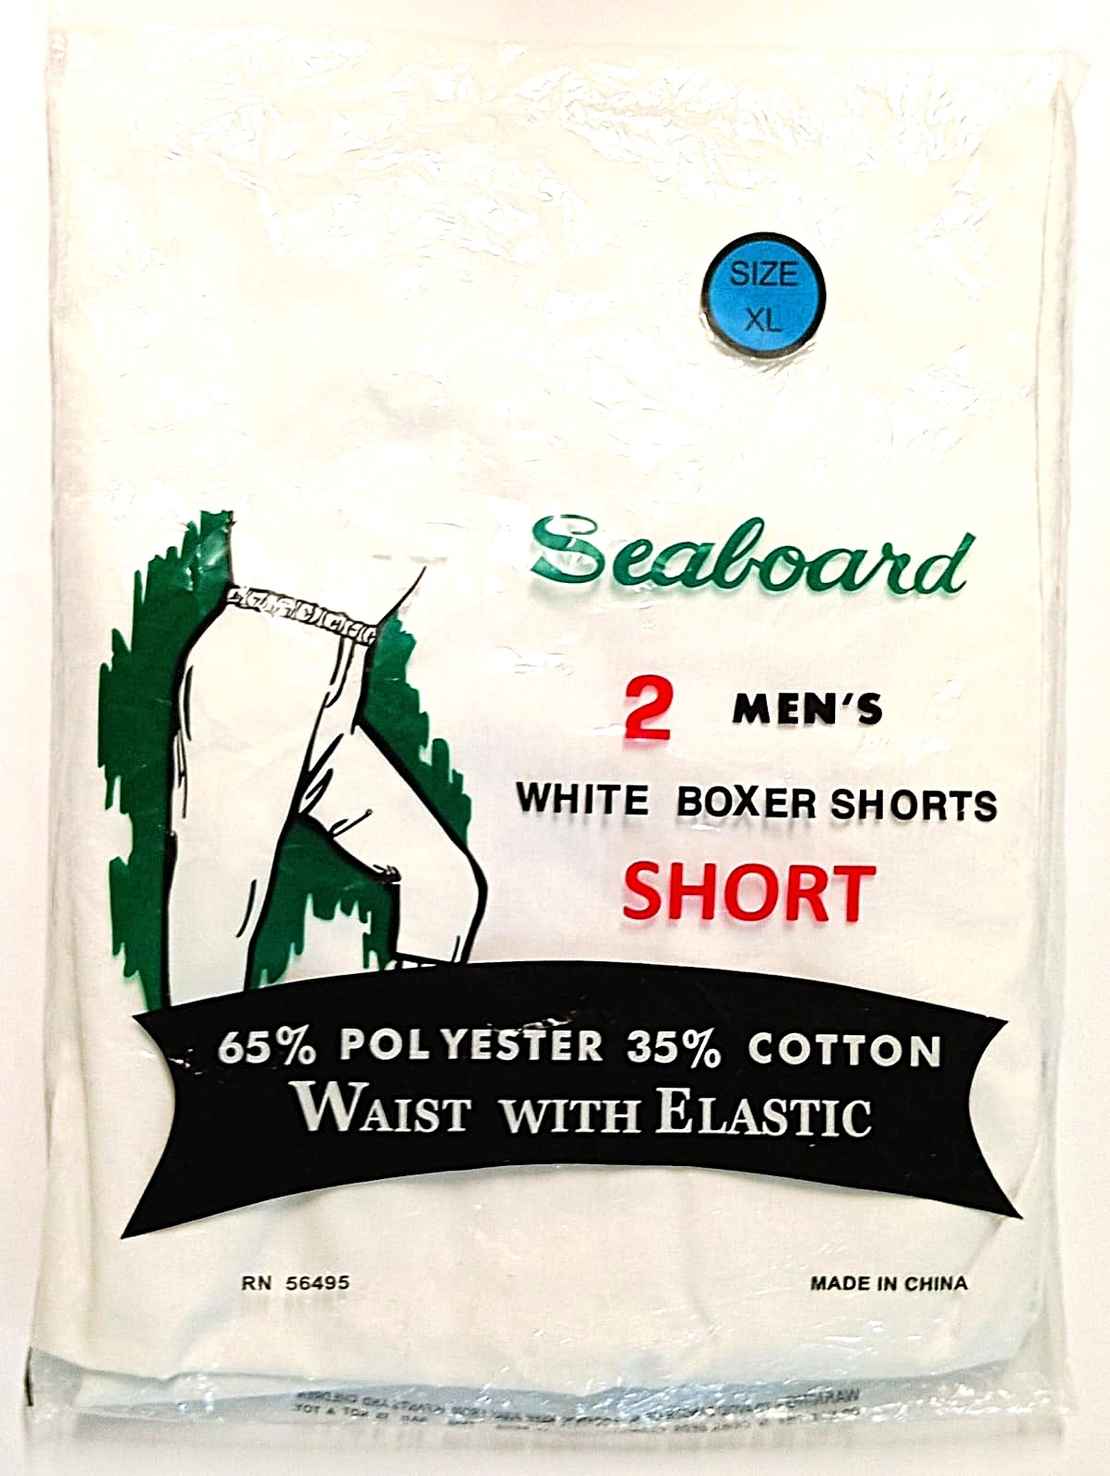 SIZE
XL
Seaboard
2 MEN'S
WHITE BOXER SHORTS
SHORT
65% POLYESTER 35% COTTON
WAIST WITH ELASTIC
RN 56495 MADE IN CHINA